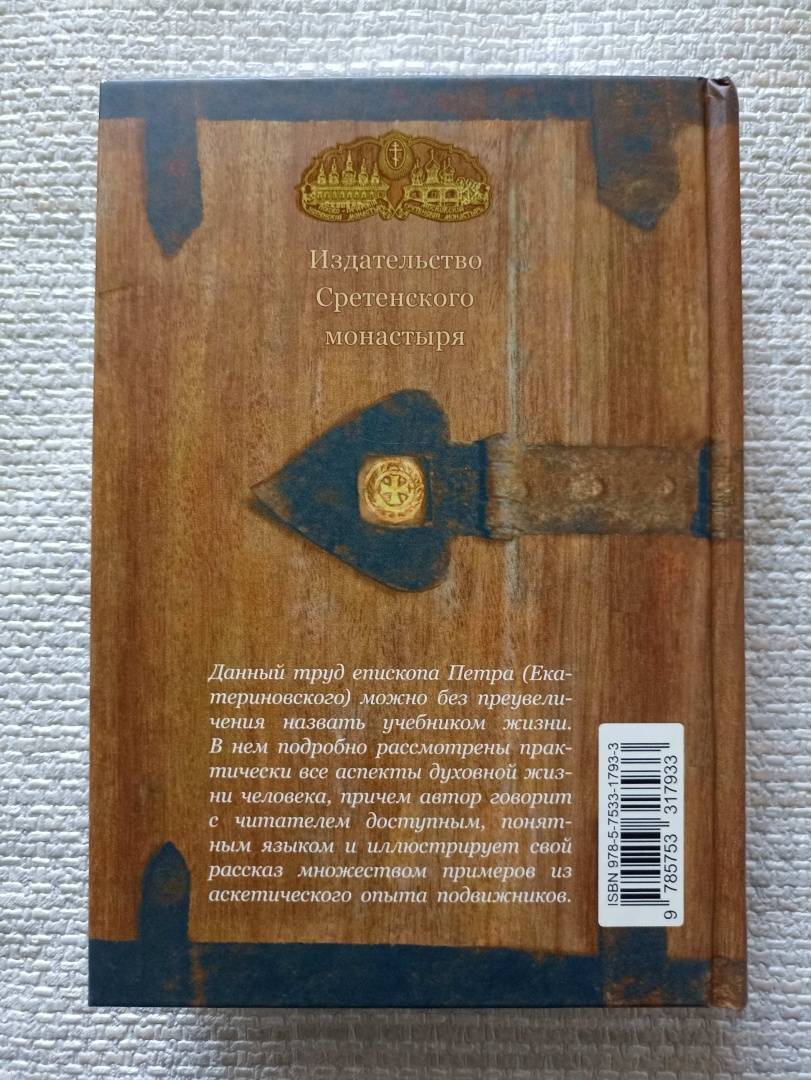 Издательство
Сретенского
монастыря
Данный труд епископа Петра (Ека-
териновского) можно без преувели-
чения назвать учебником жизни.
В нем подробно рассмотрены прак-
тически все аспекты духовной жиз-
ни человека, причем автор говорит
с читателем доступным, понят-
ным языком и иллюстрирует свой
рассказ множеством примеров из
аскетического опыта подвижников.
ISBN 978-5-7533-1793-3
9 785753 317933